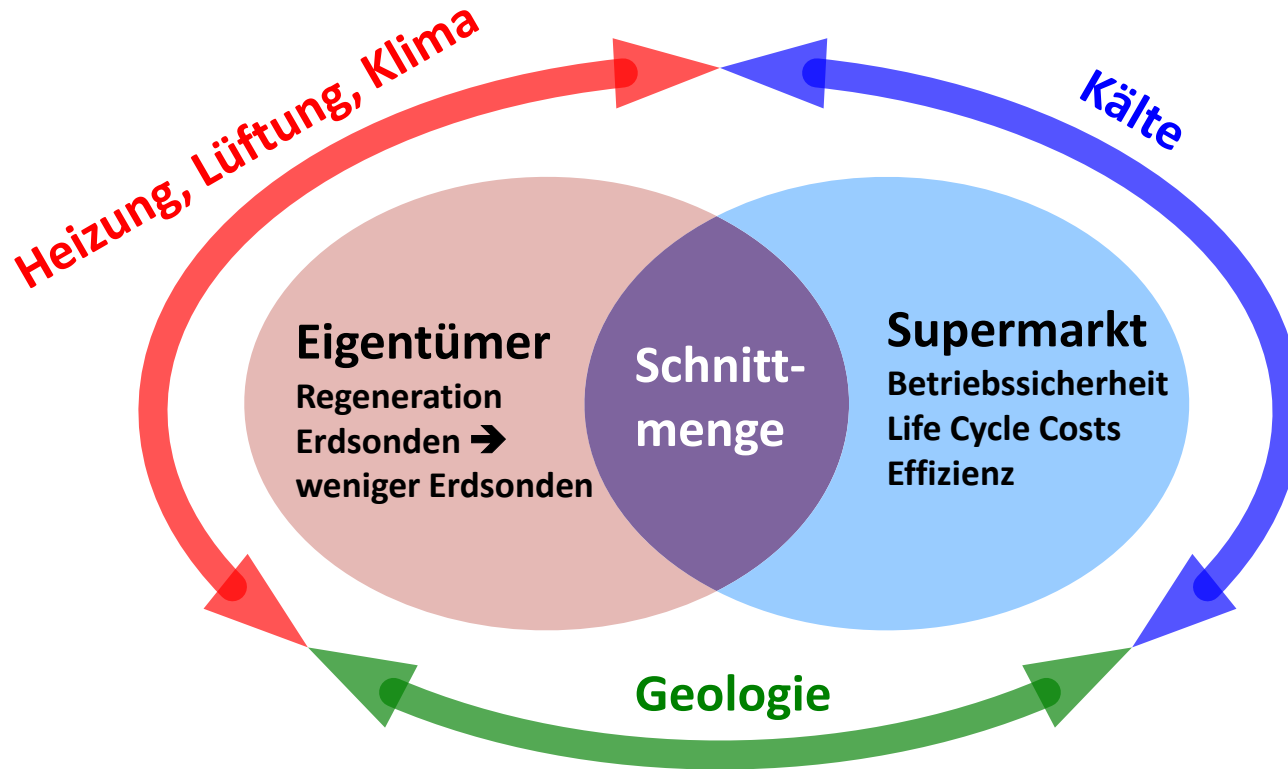 Heizung, Lüftung, Klima
Kälte
Eigentümer
Regeneration
Erdsonden ➔
weniger Erdsonden
Schnitt-
menge
Supermarkt
Betriebssicherheit
Life Cycle Costs
Effizienz
Geologie